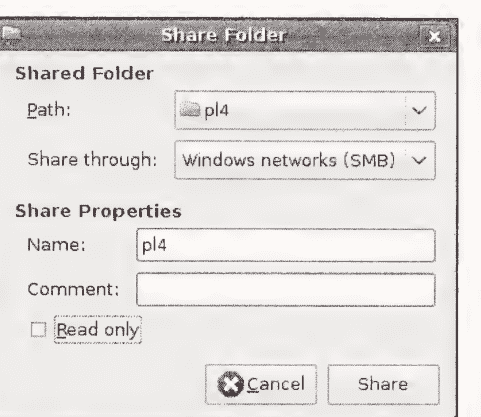 Share Folder
Shared Folder
Path: pl4
Share through: Windows networks (SMB)
Share Properties
Name: pl4
Comment:
Read only
Cancel Share